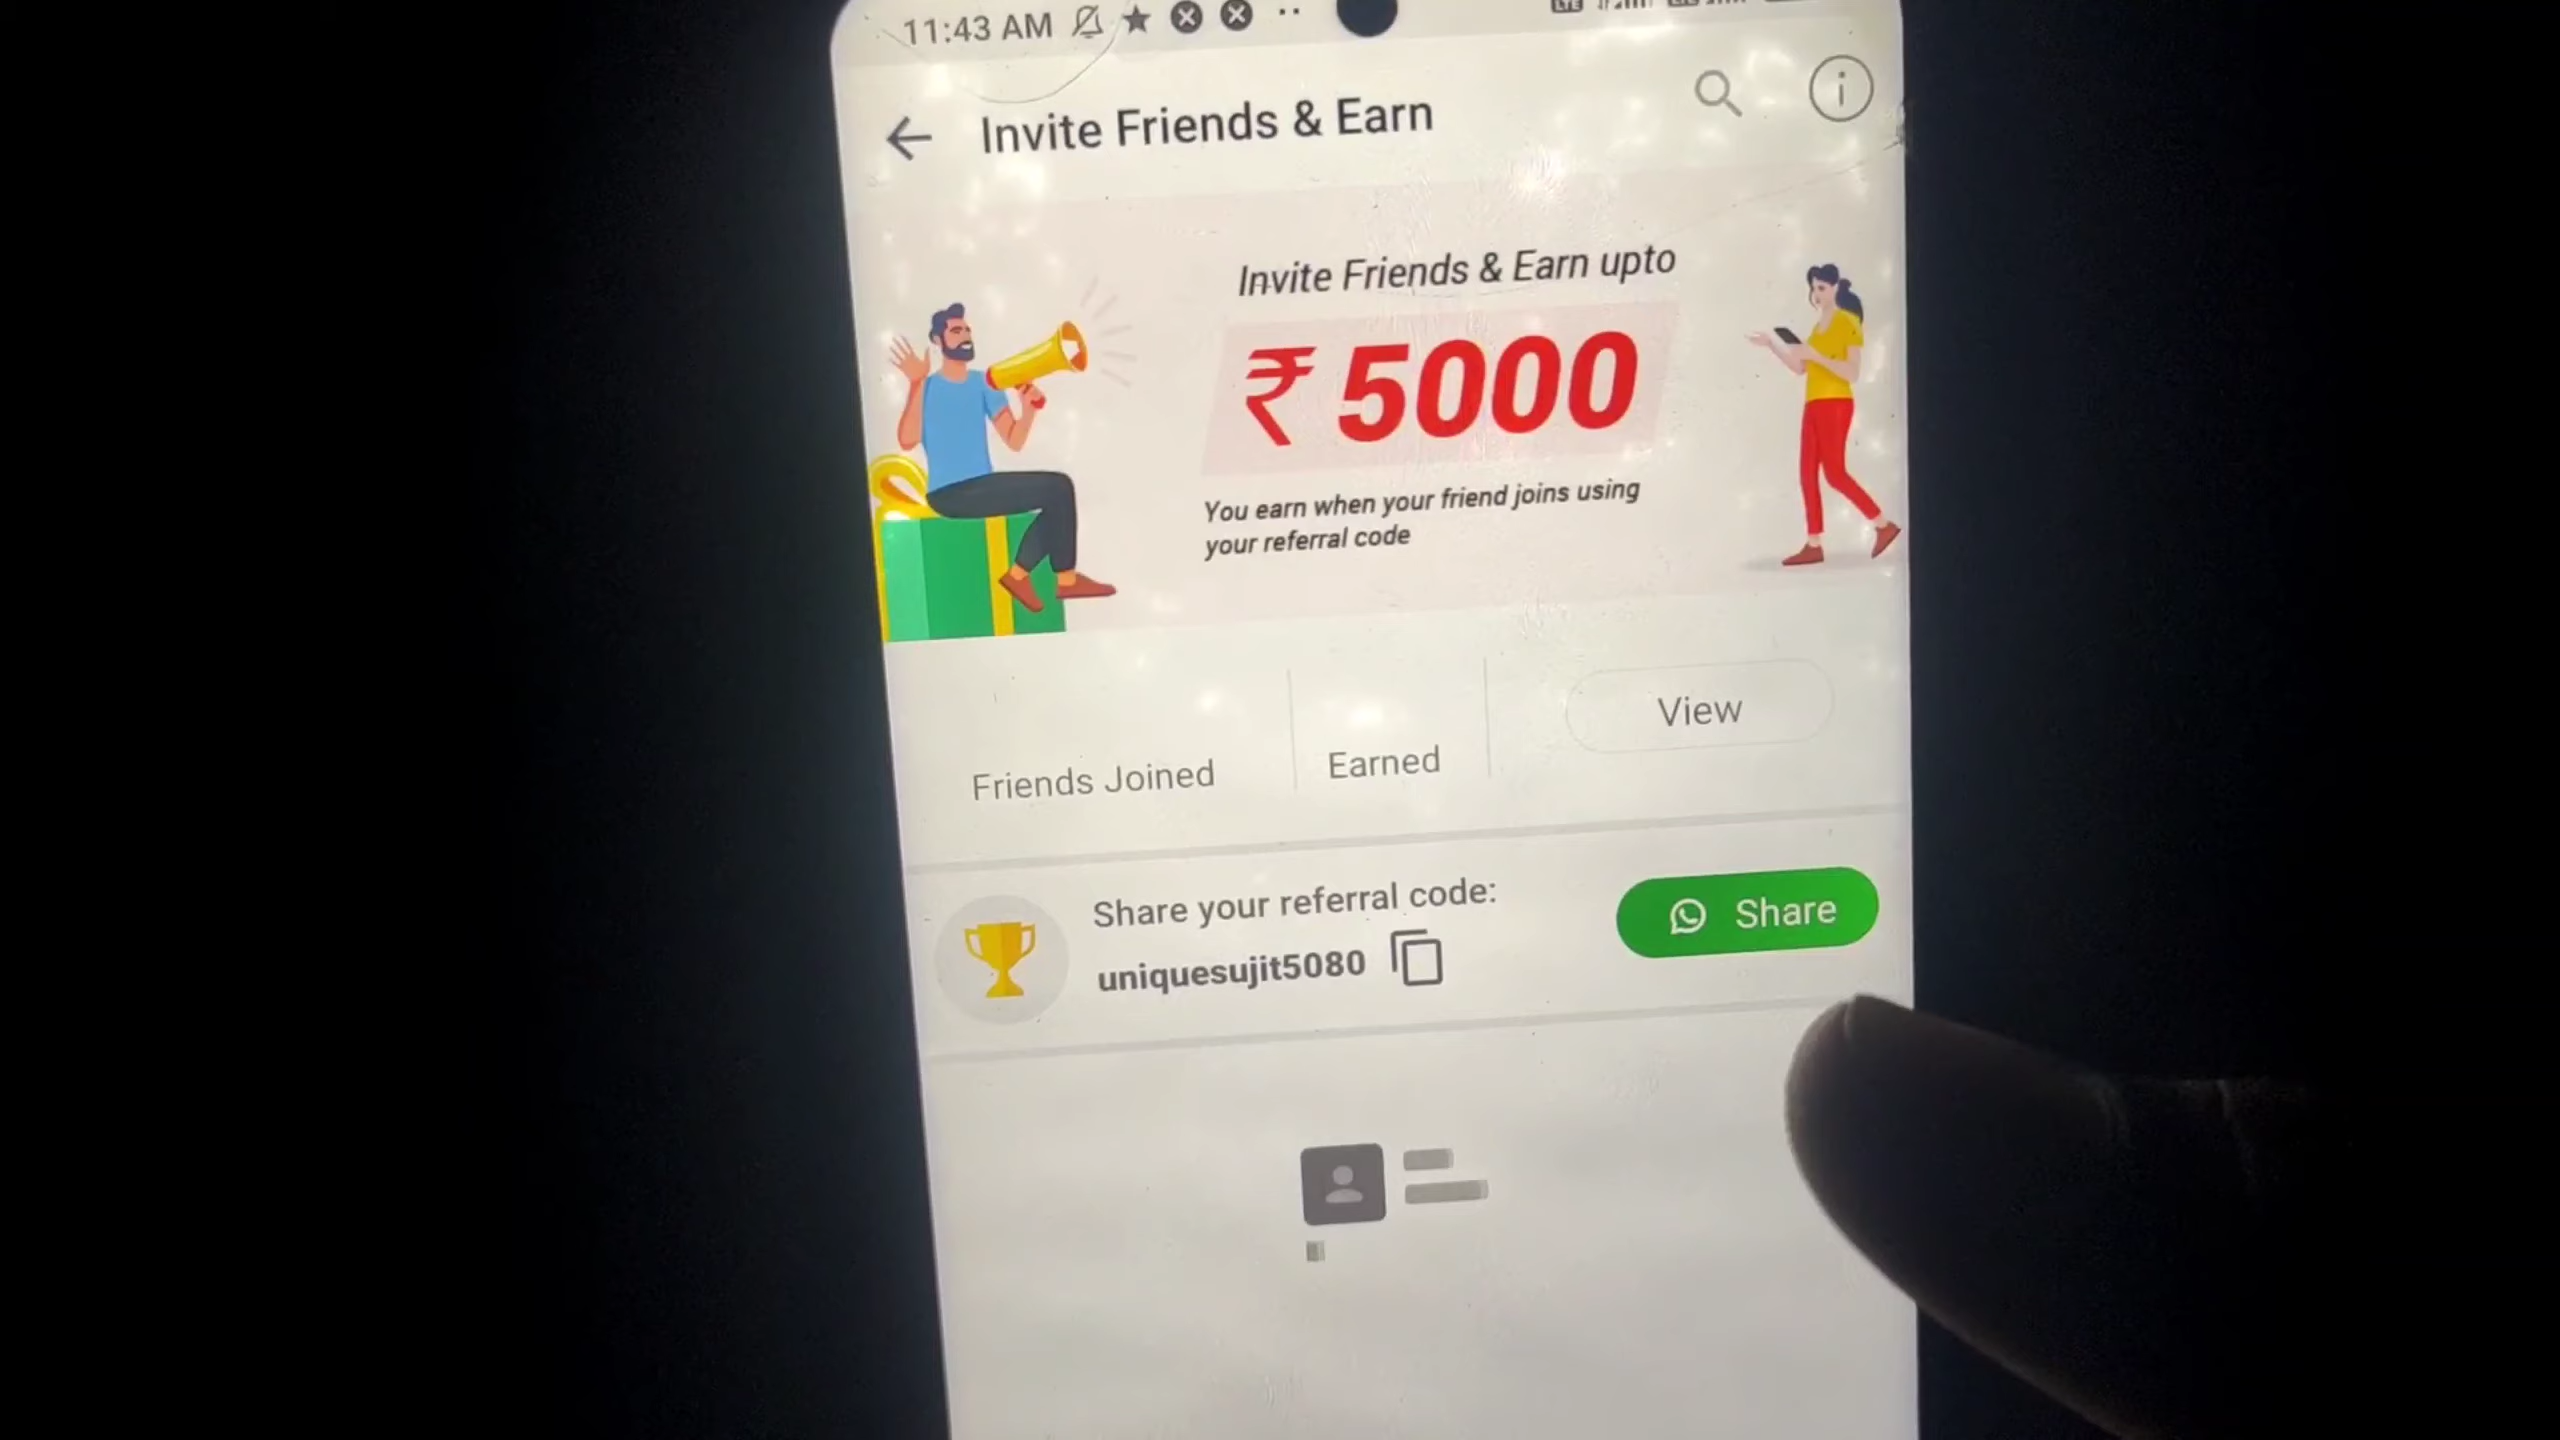 11:43 AM
Invite Friends & Earn
Invite Friends & Earn upto
₹ 5000
You earn when your friend joins using
your referral code
View
Friends Joined
Earned
Share your referral code:
uniquesujit5080
Share